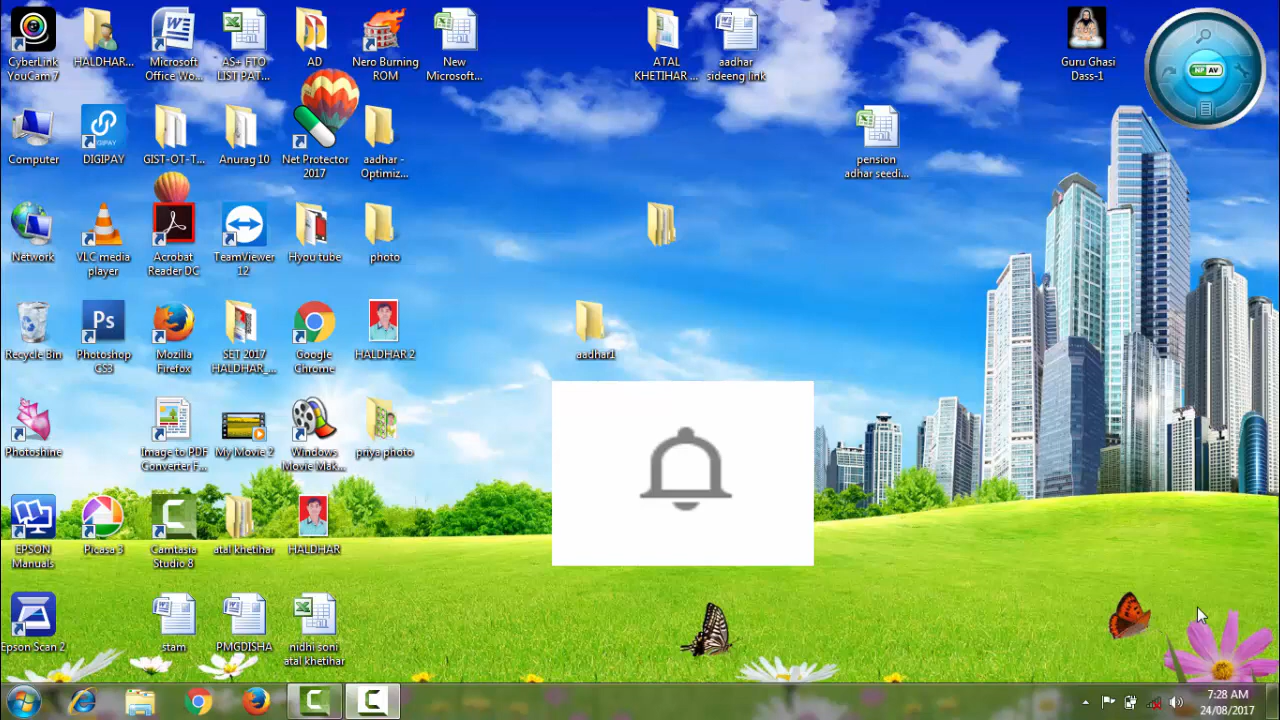 CyberLink
YouCam 7
HALDHAR...
Microsoft
Office Wo...
AS+ FTO
LIST PAT...
AD
Nero Burning
ROM
New
Microsoft...
ATAL
KETIHAR ...
aadhar
sideeng link
Guru Ghasi
Dass-1
NP AV
Computer
DIGIPAY
GIST-OT-T...
Anurag 10
Net Protector
2017
aadhar -
Optimiz...
pension
adhar seedi...
Network
VLC media
player
Acrobat
Reader DC
TeamViewer
12
Hyou tube
photo
Recycle Bin
Ps
Photoshop
CS3
Mozilla
Firefox
SET 2017
HALDHAR_...
Google
Chrome
HALDHAR 2
aadhar1
Photoshine
Image to PDF
Converter F...
My Movie 2
Windows
Movie Mak...
priya photo
EPSON
Manuals
Picasa 3
Camtasia
Studio 8
atal khetihar
HALDHAR
Epson Scan 2
stam
PMGDISHA
nidhi soni
atal khetihar
7:28 AM
24/08/2017